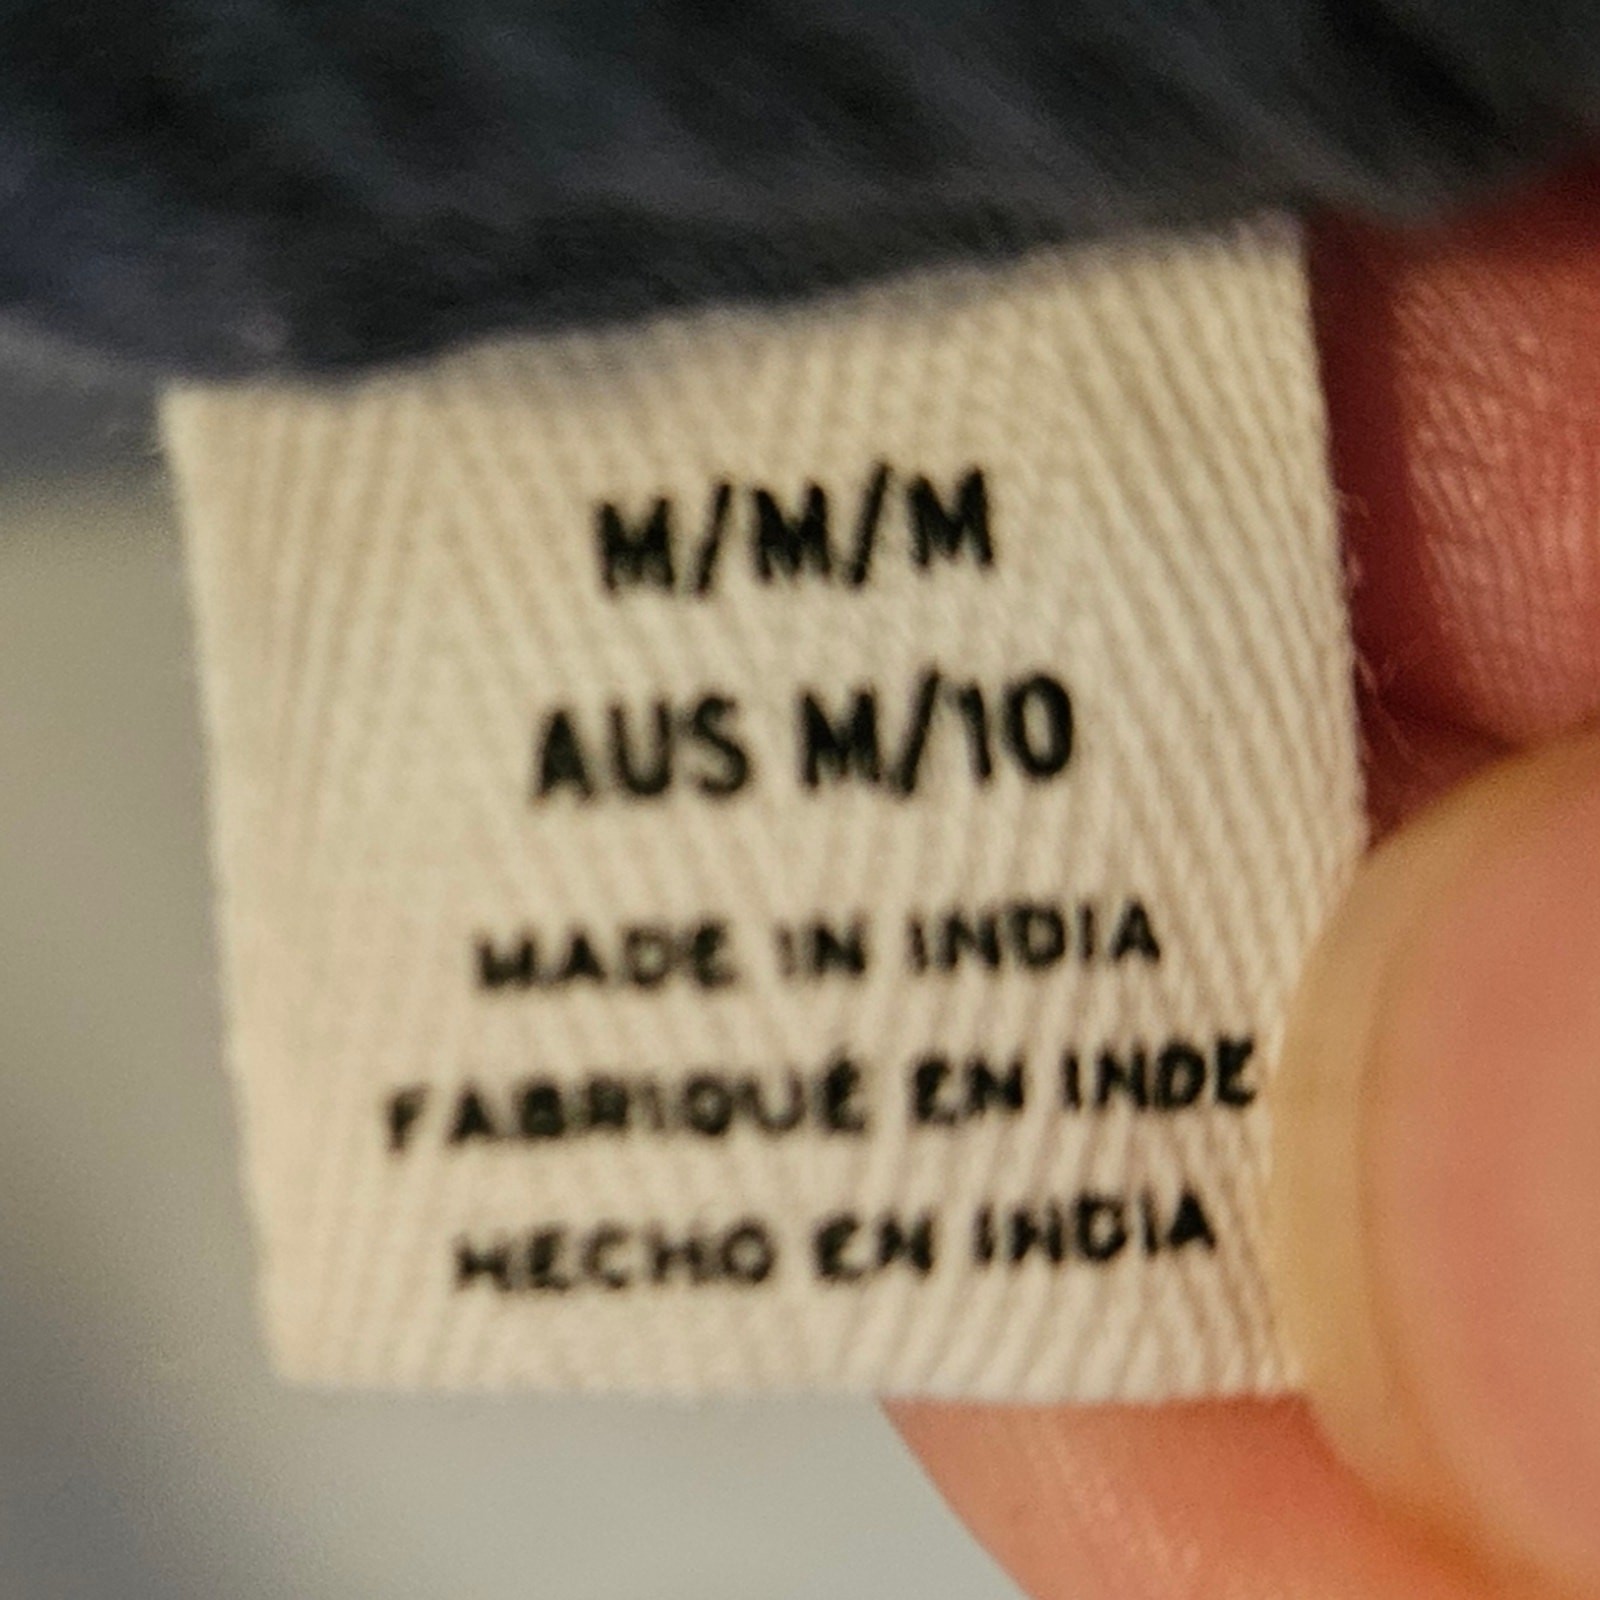 M/M/M
AUS M/10
MADE IN INDIA
FABRIQUÉ EN INDE
HECHO EN INDIA